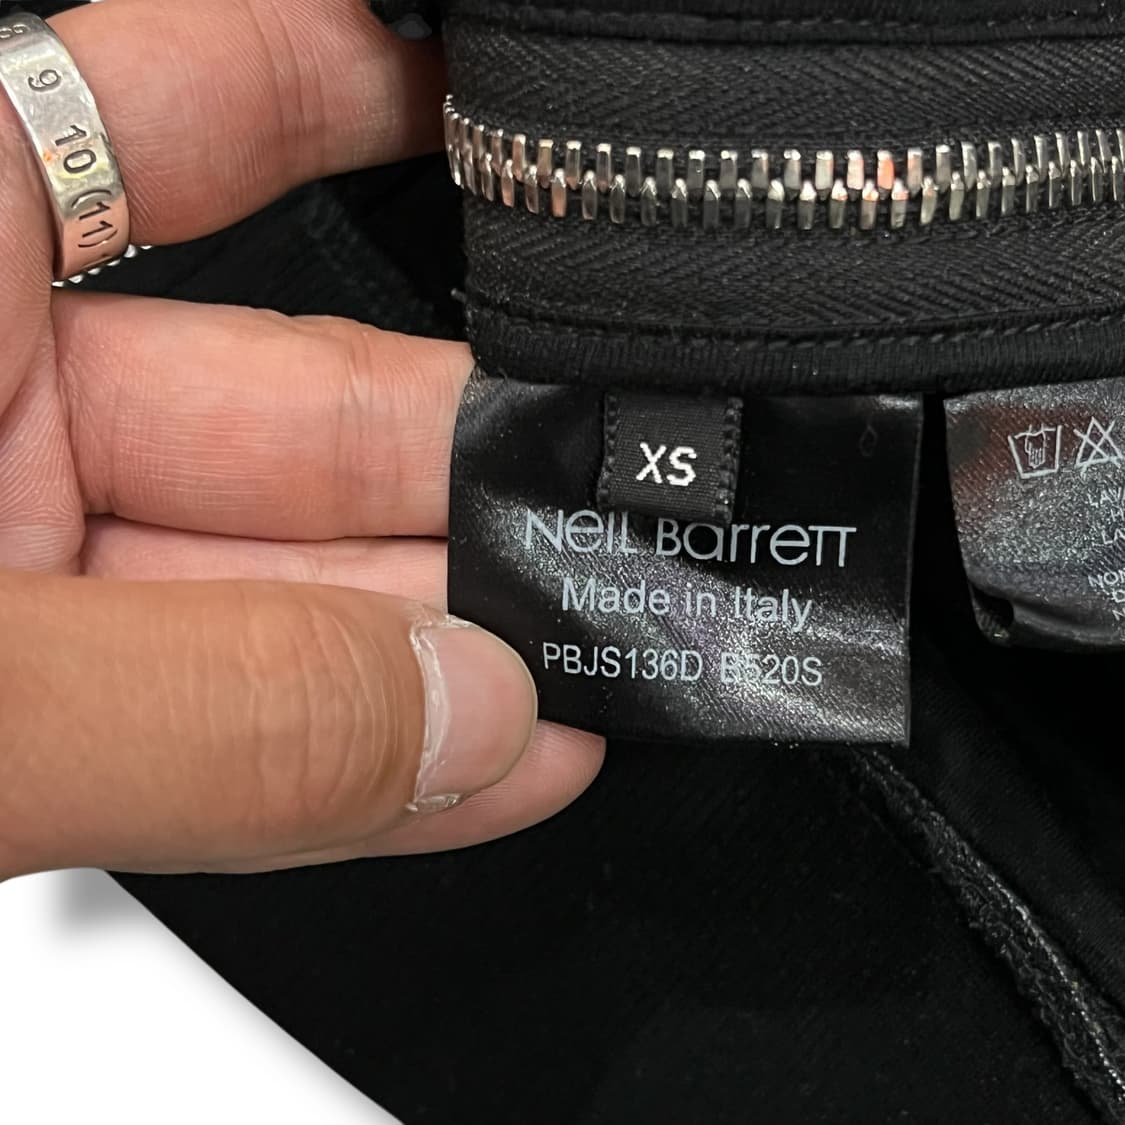 9 10 (11)
XS
Neil Barrett
Made in Italy
PBJS136D B520S